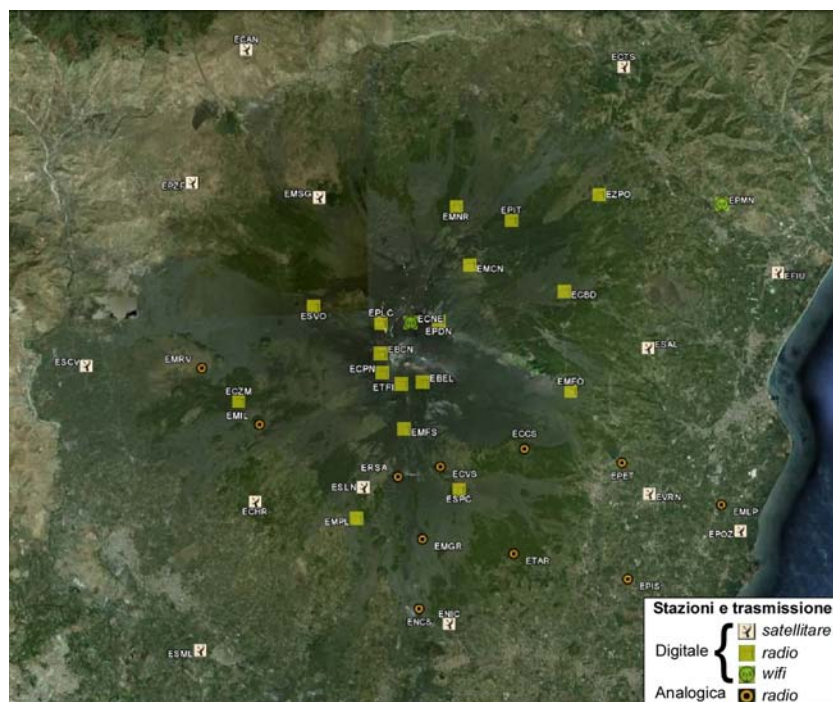 ECAN
ECTS
EPZF
EMSG
EMNR
EPIT
EZPO
EPMN
EMCN
EFIU
ECBD
ESVO
EPLC
ECNE
EPDN
EMRV
EBCN
ESAL
ESCV
ECPN
ECZM
ETFI
EBEL
EMFO
EMIL
EMFS
ECCS
ERSA
ECVS
EPET
ESLN
ESPC
EVRN
ECHR
EMPL
EMLP
EPOZ
EMGR
ETAR
EPIS
ENCS
ENIC
ESML
Stazioni e trasmissione
satellitare
Digitale
radio
wifi
Analogica
radio